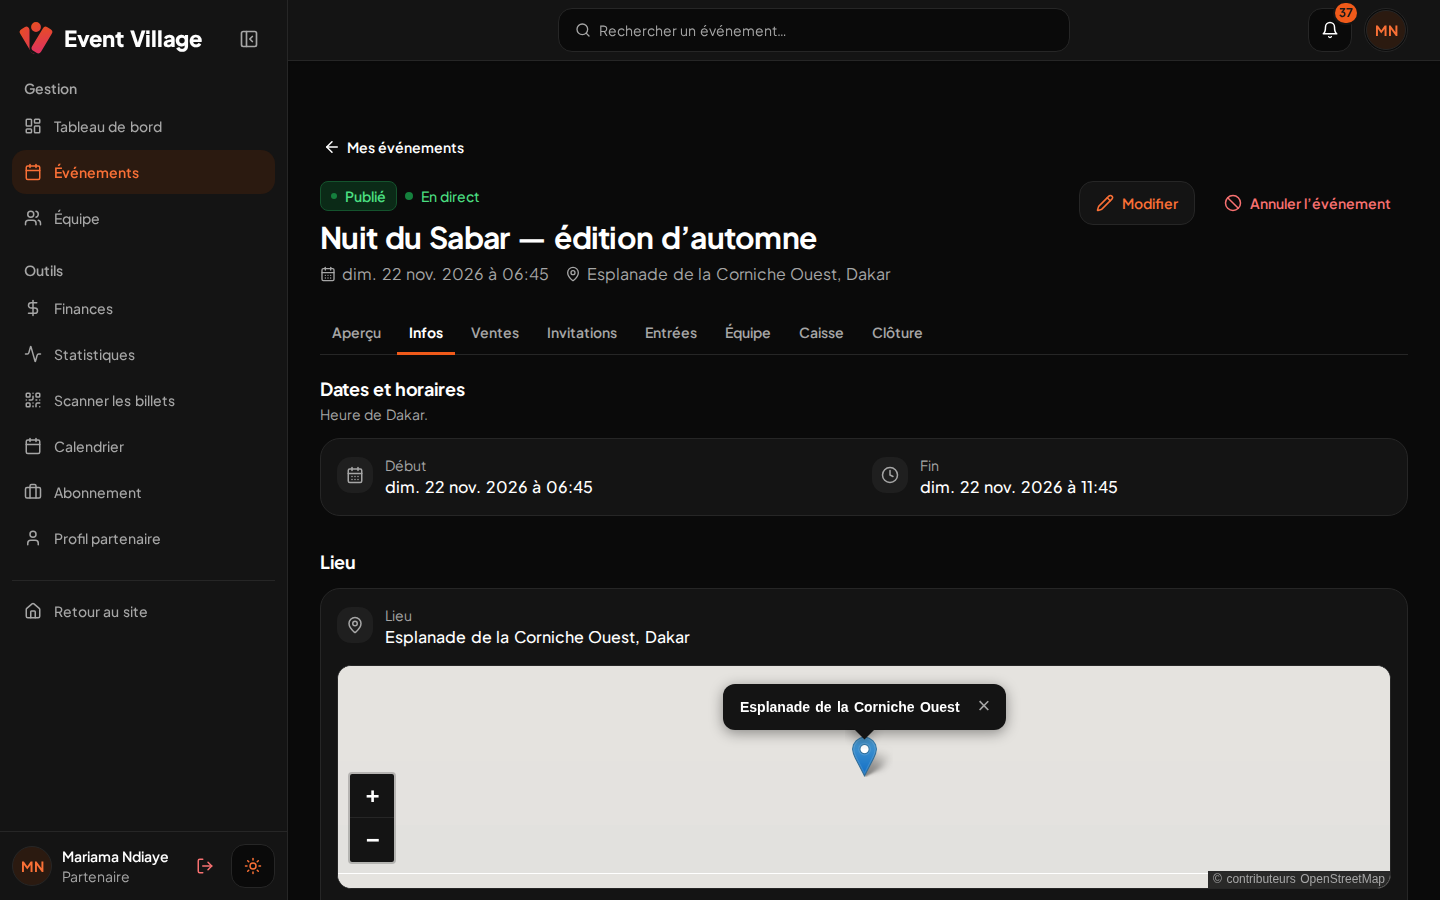 Event Village
Rechercher un événement…
37
MN
Gestion
Tableau de bord
Événements
Équipe
Outils
Finances
Statistiques
Scanner les billets
Calendrier
Abonnement
Profil partenaire
Retour au site
MN
Mariama Ndiaye
Partenaire
Mes événements
Publié
En direct
Modifier
Annuler l’événement
Nuit du Sabar — édition d’automne
dim. 22 nov. 2026 à 06:45
Esplanade de la Corniche Ouest, Dakar
Aperçu
Infos
Ventes
Invitations
Entrées
Équipe
Caisse
Clôture
Dates et horaires
Heure de Dakar.
Début
dim. 22 nov. 2026 à 06:45
Fin
dim. 22 nov. 2026 à 11:45
Lieu
Lieu
Esplanade de la Corniche Ouest, Dakar
Esplanade de la Corniche Ouest
×
+
−
© contributeurs OpenStreetMap